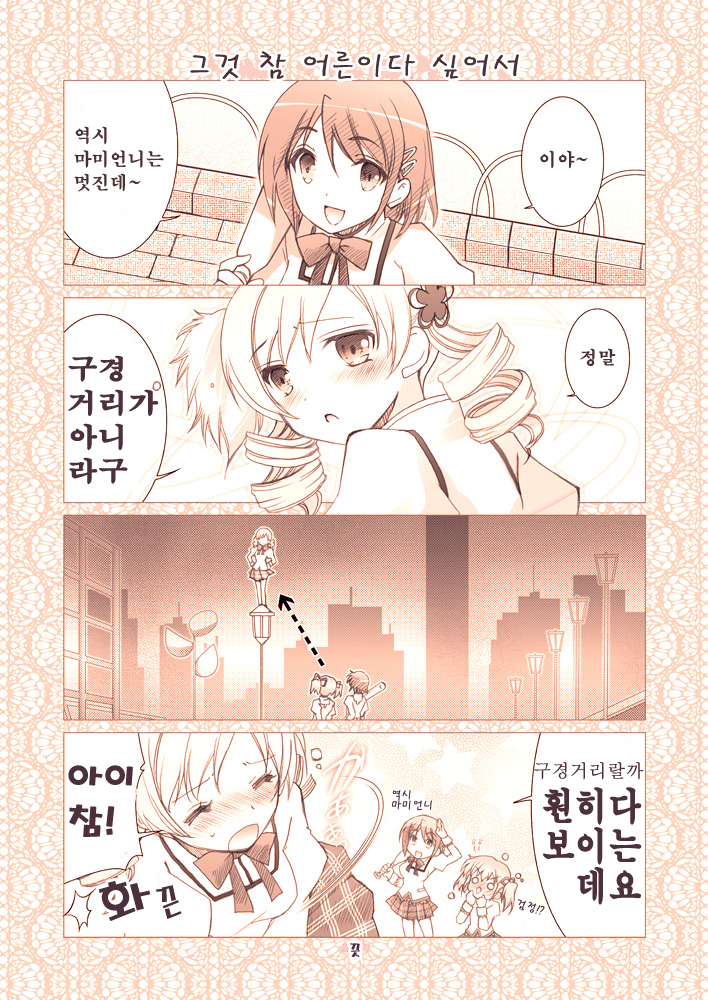 그것 참 어른이다 싶어서
이야~
역시
마미언니는
멋진데~
정말
구경
거리가
아니
라구
구경거리랄까
훤히다
보이는
데요
역시
마미언니
검정!?
아이
참!
화끈
끗